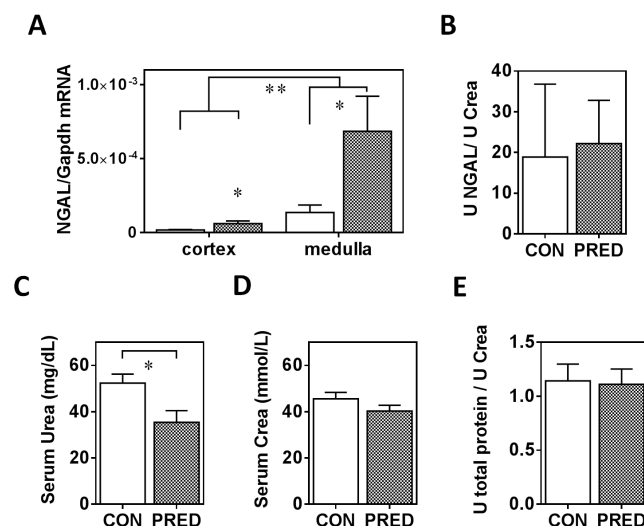 A
NGAL/Gapdh mRNA
1.0×10⁻³
5.0×10⁻⁴
0
**
*
*
cortex
medulla
B
U NGAL/ U Crea
40
30
20
10
0
CON PRED
C
Serum Urea (mg/dL)
60
40
20
0
*
CON PRED
D
Serum Crea (mmol/L)
60
40
20
0
CON PRED
E
U total protein / U Crea
1.5
1.0
0.5
0.0
CON PRED